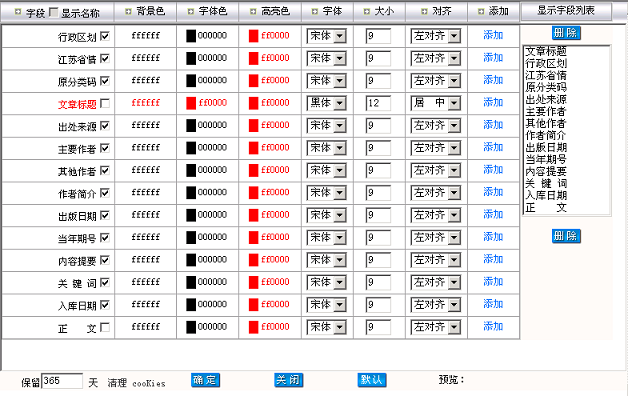 字段 显示名称 背景色 字体色 高亮色 字体 大小 对齐 添加 显示字段列表
行政区划 ffffff 000000 ff0000 宋体 9 左对齐 添加
江苏省情 ffffff 000000 ff0000 宋体 9 左对齐 添加
原分类码 ffffff 000000 ff0000 宋体 9 左对齐 添加
文章标题 ffffff ff0000 ff0000 黑体 12 居 中 添加
出处来源 ffffff 000000 ff0000 宋体 9 左对齐 添加
主要作者 ffffff 000000 ff0000 宋体 9 左对齐 添加
其他作者 ffffff 000000 ff0000 宋体 9 左对齐 添加
作者简介 ffffff 000000 ff0000 宋体 9 左对齐 添加
出版日期 ffffff 000000 ff0000 宋体 9 左对齐 添加
当年期号 ffffff 000000 ff0000 宋体 9 左对齐 添加
内容提要 ffffff 000000 ff0000 宋体 9 左对齐 添加
关 键 词 ffffff 000000 ff0000 宋体 9 左对齐 添加
入库日期 ffffff 000000 ff0000 宋体 9 左对齐 添加
正 文 ffffff 000000 ff0000 宋体 9 左对齐 添加
删 除
文章标题
行政区划
江苏省情
原分类码
出处来源
主要作者
其他作者
作者简介
出版日期
当年期号
内容提要
关 键 词
入库日期
正 文
删 除
保留 365 天 清理 cooKies 确 定 关 闭 默认 预览：